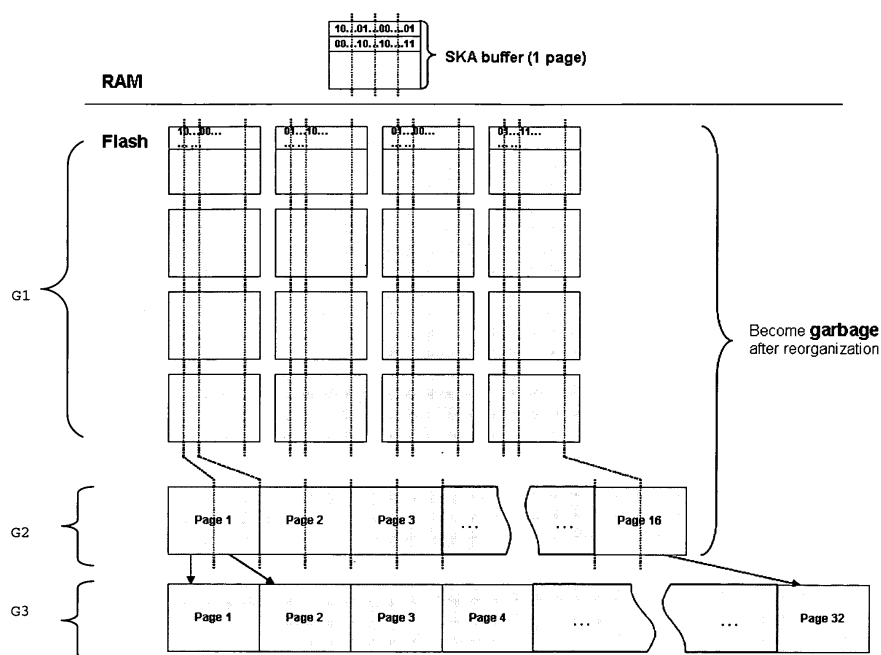 10...01...00....01
00...10...10...11
SKA buffer (1 page)
RAM
Flash
10...00...
... ...
01...10...
... ...
01...00...
... ...
01...11...
... ...
G1
Become garbage
after reorganization
G2
Page 1
Page 2
Page 3
...
...
Page 16
G3
Page 1
Page 2
Page 3
Page 4
...
...
Page 32